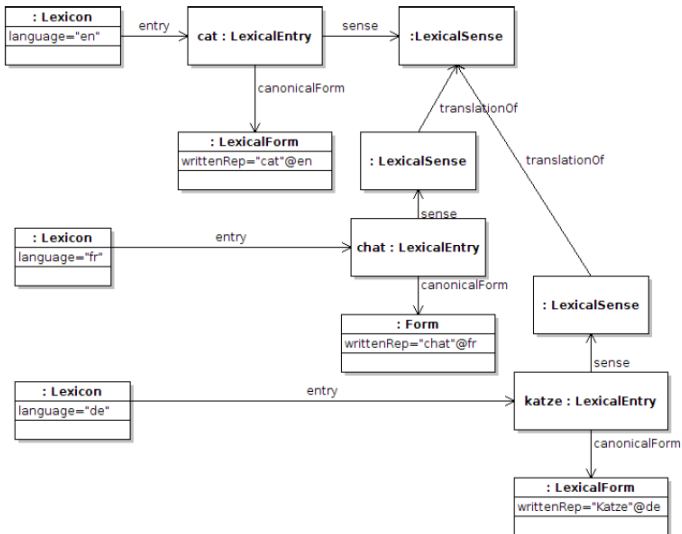 : Lexicon
language="en"
entry
cat : LexicalEntry
sense
:LexicalSense
canonicalForm
translationOf
: LexicalForm
writtenRep="cat"@en
: LexicalSense
translationOf
sense
: Lexicon
language="fr"
entry
chat : LexicalEntry
canonicalForm
: LexicalSense
: Form
writtenRep="chat"@fr
sense
: Lexicon
language="de"
entry
katze : LexicalEntry
canonicalForm
: LexicalForm
writtenRep="Katze"@de